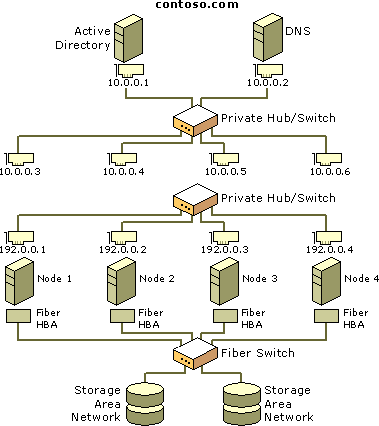 contoso.com
Active
Directory
DNS
10.0.0.1
10.0.0.2
Private Hub/Switch
10.0.0.3
10.0.0.4
10.0.0.5
10.0.0.6
Private Hub/Switch
192.0.0.1
192.0.0.2
192.0.0.3
192.0.0.4
Node 1
Node 2
Node 3
Node 4
Fiber
HBA
Fiber
HBA
Fiber
HBA
Fiber
HBA
Fiber Switch
Storage
Area
Network
Storage
Area
Network